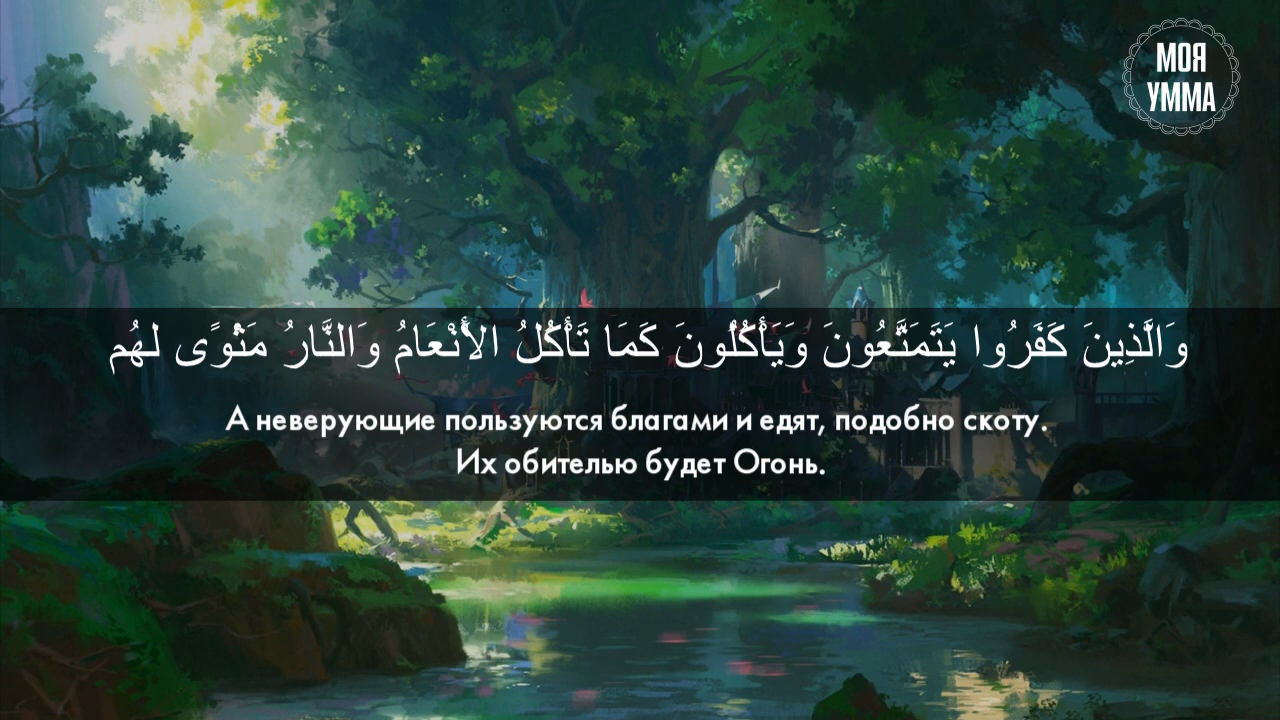 МОЯ
УММА
وَالَّذِينَ كَفَرُوا يَتَمَتَّعُونَ وَيَأْكُلُونَ كَمَا تَأْكُلُ الأَنْعَامُ وَالنَّارُ مَثْوًى لهُم
А неверующие пользуются благами и едят, подобно скоту.
Их обителью будет Огонь.